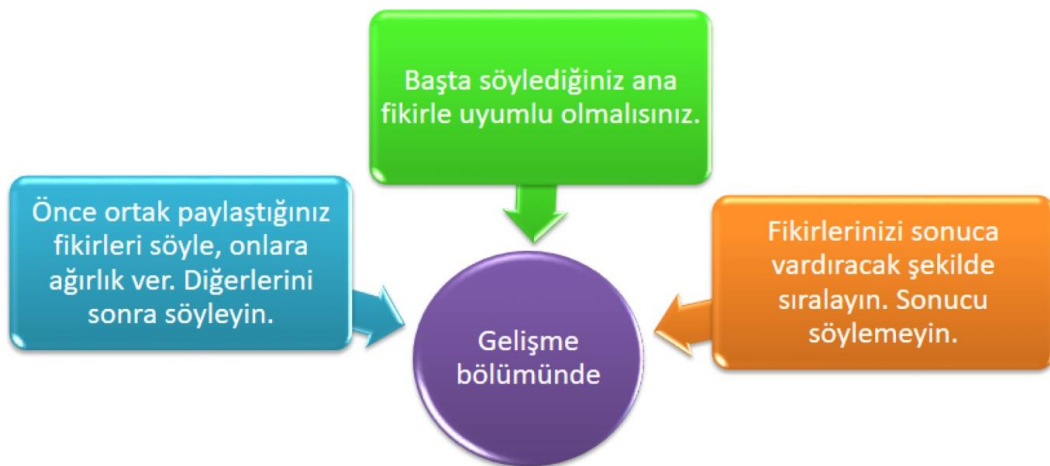 Başta söylediğiniz ana
fikirle uyumlu olmalısınız.
Önce ortak paylaştığınız
fikirleri söyle, onlara
ağırlık ver. Diğerlerini
sonra söyleyin.
Fikirlerinizi sonuca
vardıracak şekilde
sıralayın. Sonucu
söylemeyin.
Gelişme
bölümünde